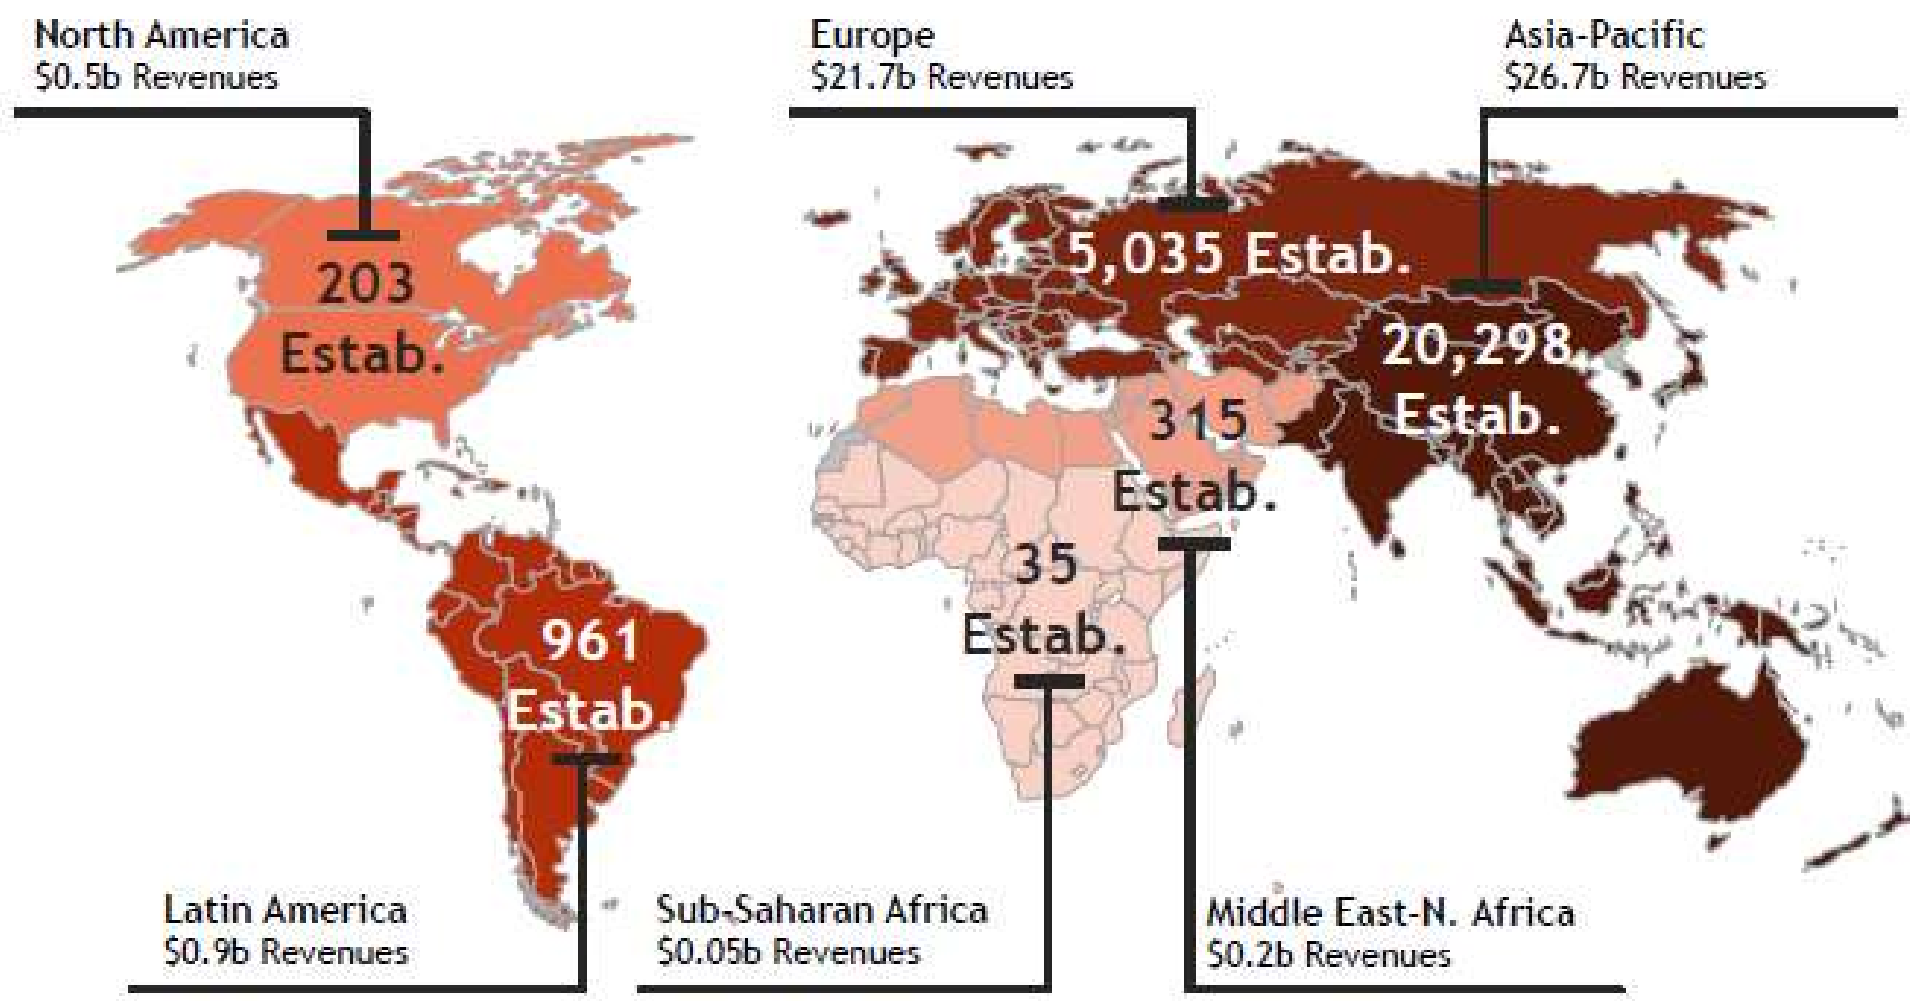 North America
$0.5b Revenues
Europe
$21.7b Revenues
Asia-Pacific
$26.7b Revenues
203
Estab.
5,035 Estab.
20,298
Estab.
315
Estab.
35
Estab.
961
Estab.
Latin America
$0.9b Revenues
Sub-Saharan Africa
$0.05b Revenues
Middle East-N. Africa
$0.2b Revenues